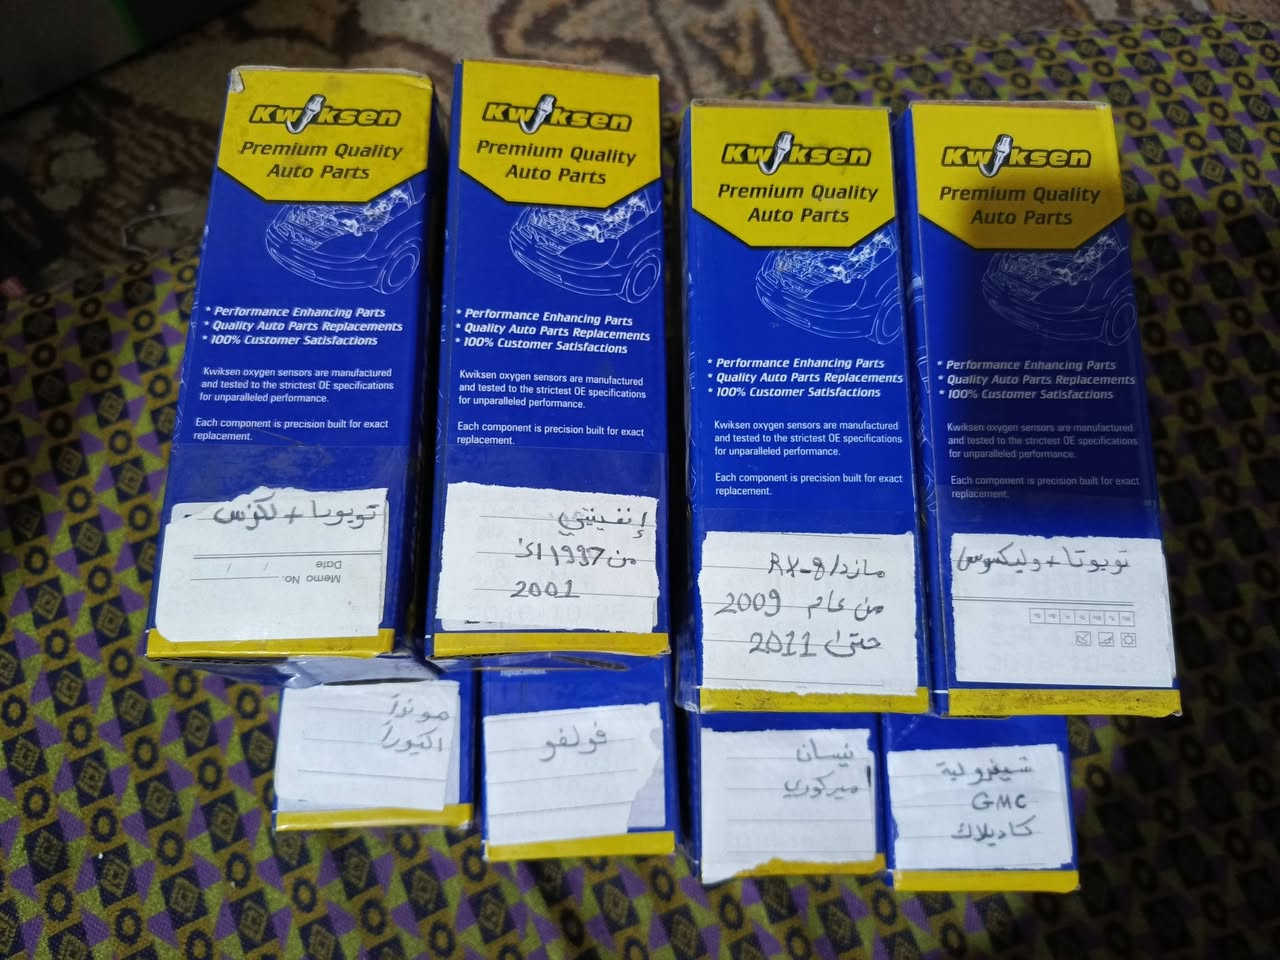 Kwiksen
Premium Quality
Auto Parts
* Performance Enhancing Parts
* Quality Auto Parts Replacements
* 100% Customer Satisfactions
Kwiksen oxygen sensors are manufactured
and tested to the strictest OE specifications
for unparalleled performance.
Each component is precision built for exact
replacement.
تويوتا + لكزس
Date / /
Memo No.
Kwiksen
Premium Quality
Auto Parts
* Performance Enhancing Parts
* Quality Auto Parts Replacements
* 100% Customer Satisfactions
Kwiksen oxygen sensors are manufactured
and tested to the strictest OE specifications
for unparalleled performance.
Each component is precision built for exact
replacement.
إنفينيتي
من 1997 الى
2001
Kwiksen
Premium Quality
Auto Parts
* Performance Enhancing Parts
* Quality Auto Parts Replacements
* 100% Customer Satisfactions
Kwiksen oxygen sensors are manufactured
and tested to the strictest OE specifications
for unparalleled performance.
Each component is precision built for exact
replacement.
مازدا RX-8
من عام 2009
حتى 2011
Kwiksen
Premium Quality
Auto Parts
* Performance Enhancing Parts
* Quality Auto Parts Replacements
* 100% Customer Satisfactions
Kwiksen oxygen sensors are manufactured
and tested to the strictest OE specifications
for unparalleled performance.
Each component is precision built for exact
replacement.
تويوتا + وليكسوس
هوندا
اكيورا
replacement.
فولفو
نيسان
ميركوري
شيفرولية
GMC
كاديلاك